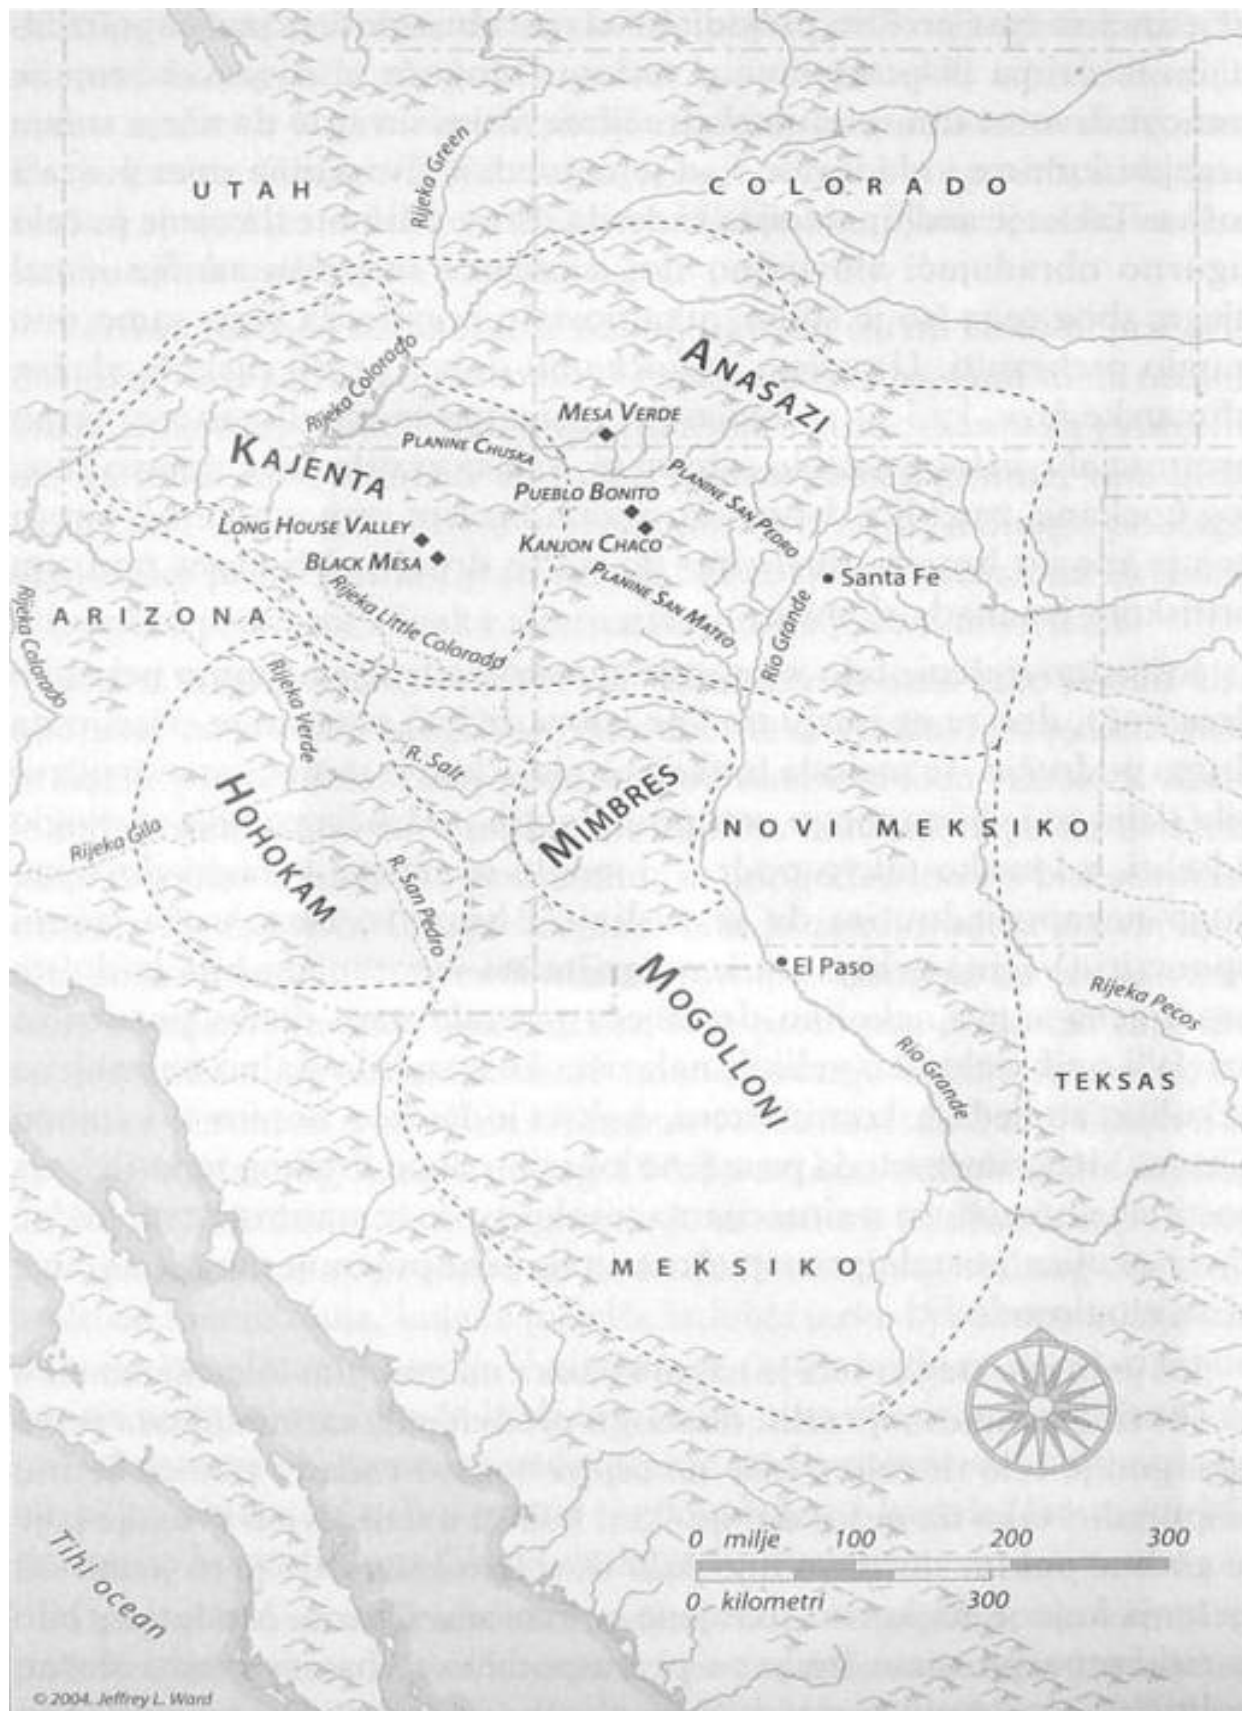 UTAH
Rijeka Green
COLORADO
ANASAZI
Rijeka Colorado
MESA VERDE
PLANINE CHUSKA
KAJENTA
PLANINE SAN PEDRO
PUEBLO BONITO
LONG HOUSE VALLEY
KANJON CHACO
BLACK MESA
PLANINE SAN MATEO
Santa Fe
Rijeka Little Colorado
ARIZONA
Rijeka Colorado
Rio Grande
Rijeka Verde
R. Salt
HOHOKAM
MIMBRES
NOVI MEKSIKO
Rijeka Gila
R. San Pedro
MOGOLLONI
El Paso
Rijeka Pecos
Rio Grande
TEKSAS
MEKSIKO
0 milje 100 200 300
0 kilometri 300
Tihi ocean
© 2004. Jeffrey L. Ward